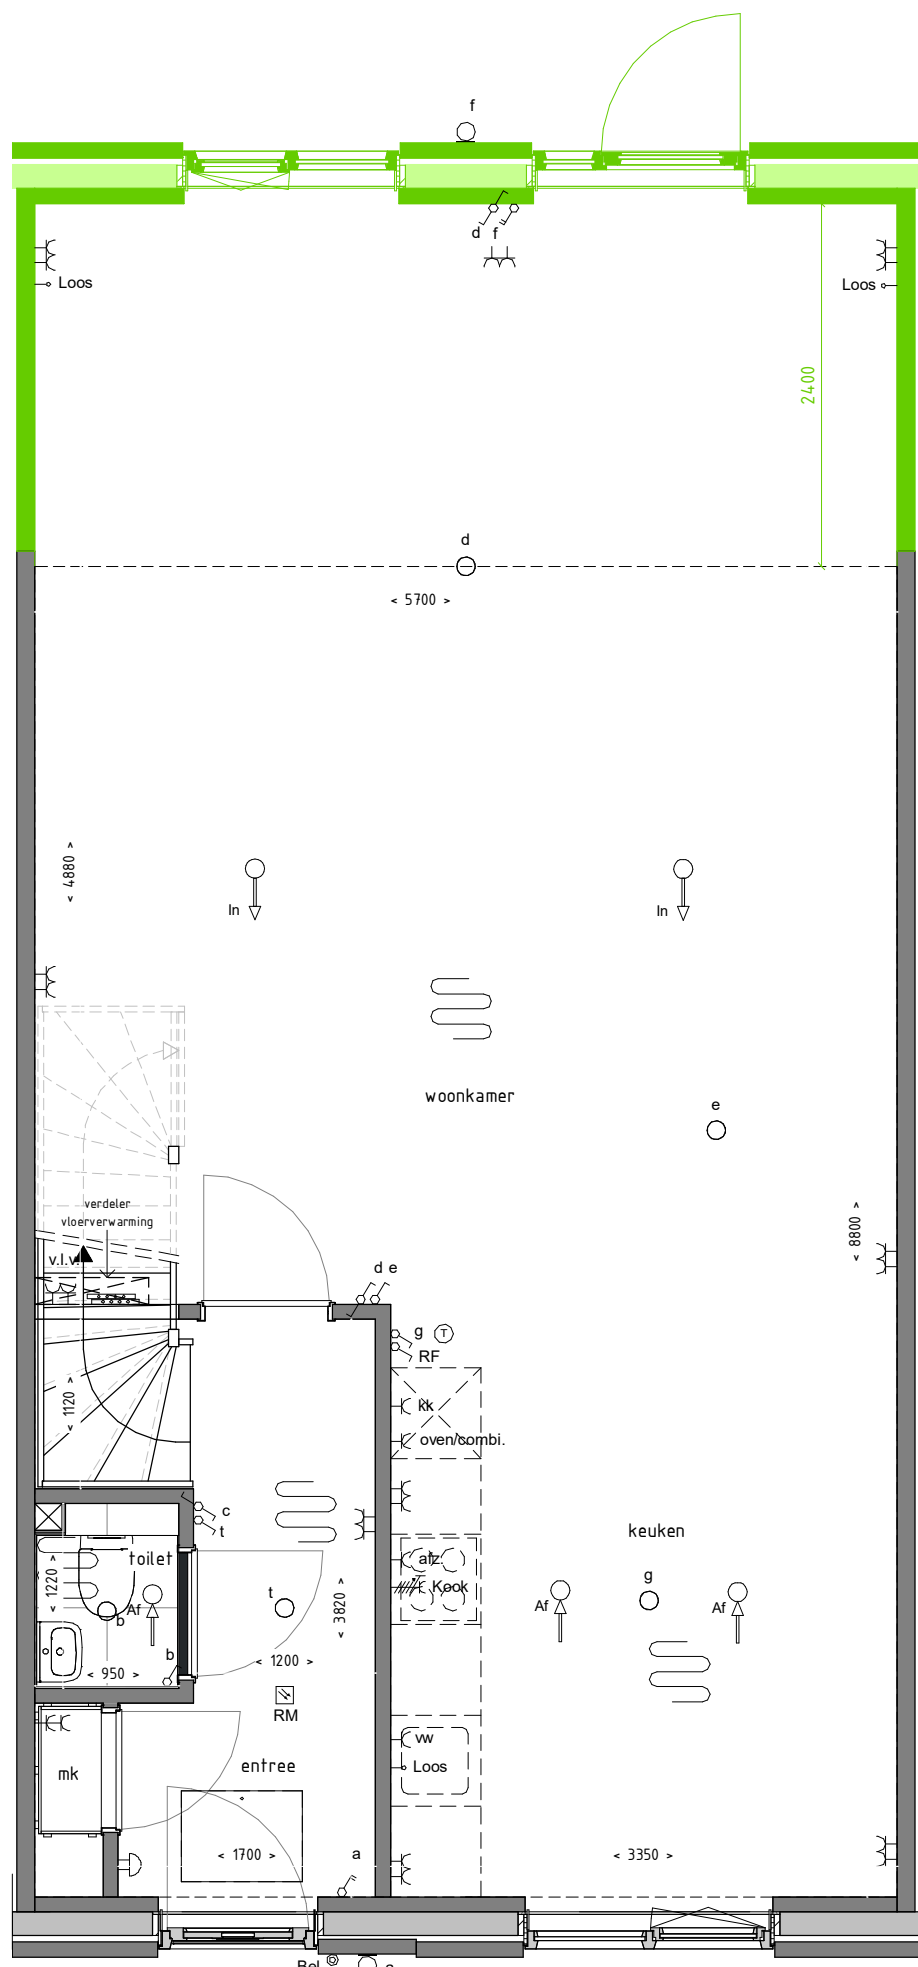 f
d f
Loos
Loos
2400
d
< 5700 >
< 4880 >
In
In
woonkamer
e
verdeler
vloerverwarming
v.l.v.
< 8800 >
d e
g T
RF
kk
oven/combi.
< 1120 >
c
t
keuken
toilet
afz.
Kook
< 1220 >
Af
b
t
< 3820 >
Af
g
Af
b
< 950 >
< 1200 >
RM
vw
Loos
entree
mk
< 1700 >
a
< 3350 >
Bel